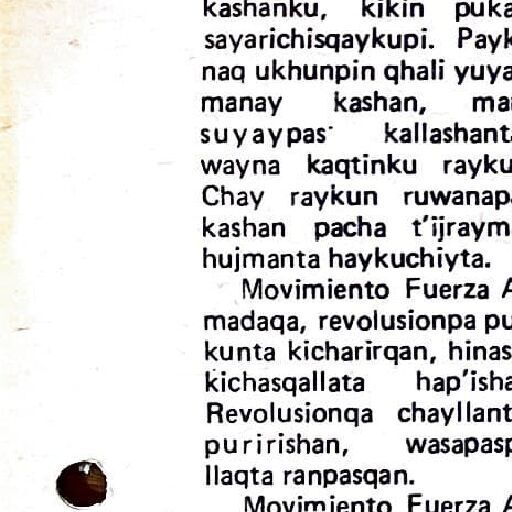 kashanku, kikin puka
sayarichisqaykupi. Payk
naq ukhunpin qhali yuya
manay kashan, ma
suyaypas kallashant
wayna kaqtinku rayku
Chay raykun ruwanap
kashan pacha t'ijraym
hujmanta haykuchiyta.
Movimiento Fuerza A
madaqa, revolusionpa pu
kunta kicharirqan, hinas
kichasqallata hap'isha
Revolusionqa chayllant
puririshan, wasapasp
llaqta ranpasqan.
Movimiento Fuerza A